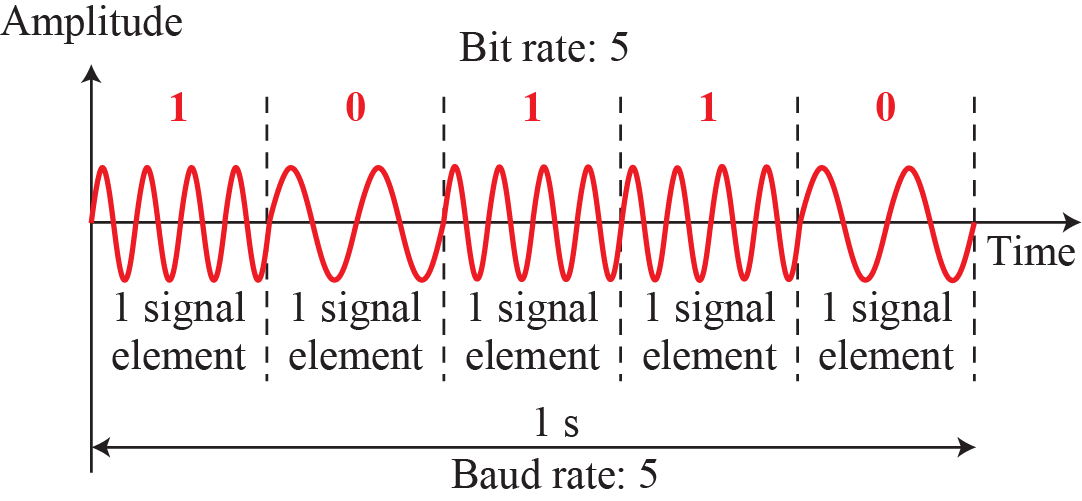 Amplitude
Bit rate: 5
1 0 1 1 0
Time
1 signal element
1 signal element
1 signal element
1 signal element
1 signal element
1 s
Baud rate: 5